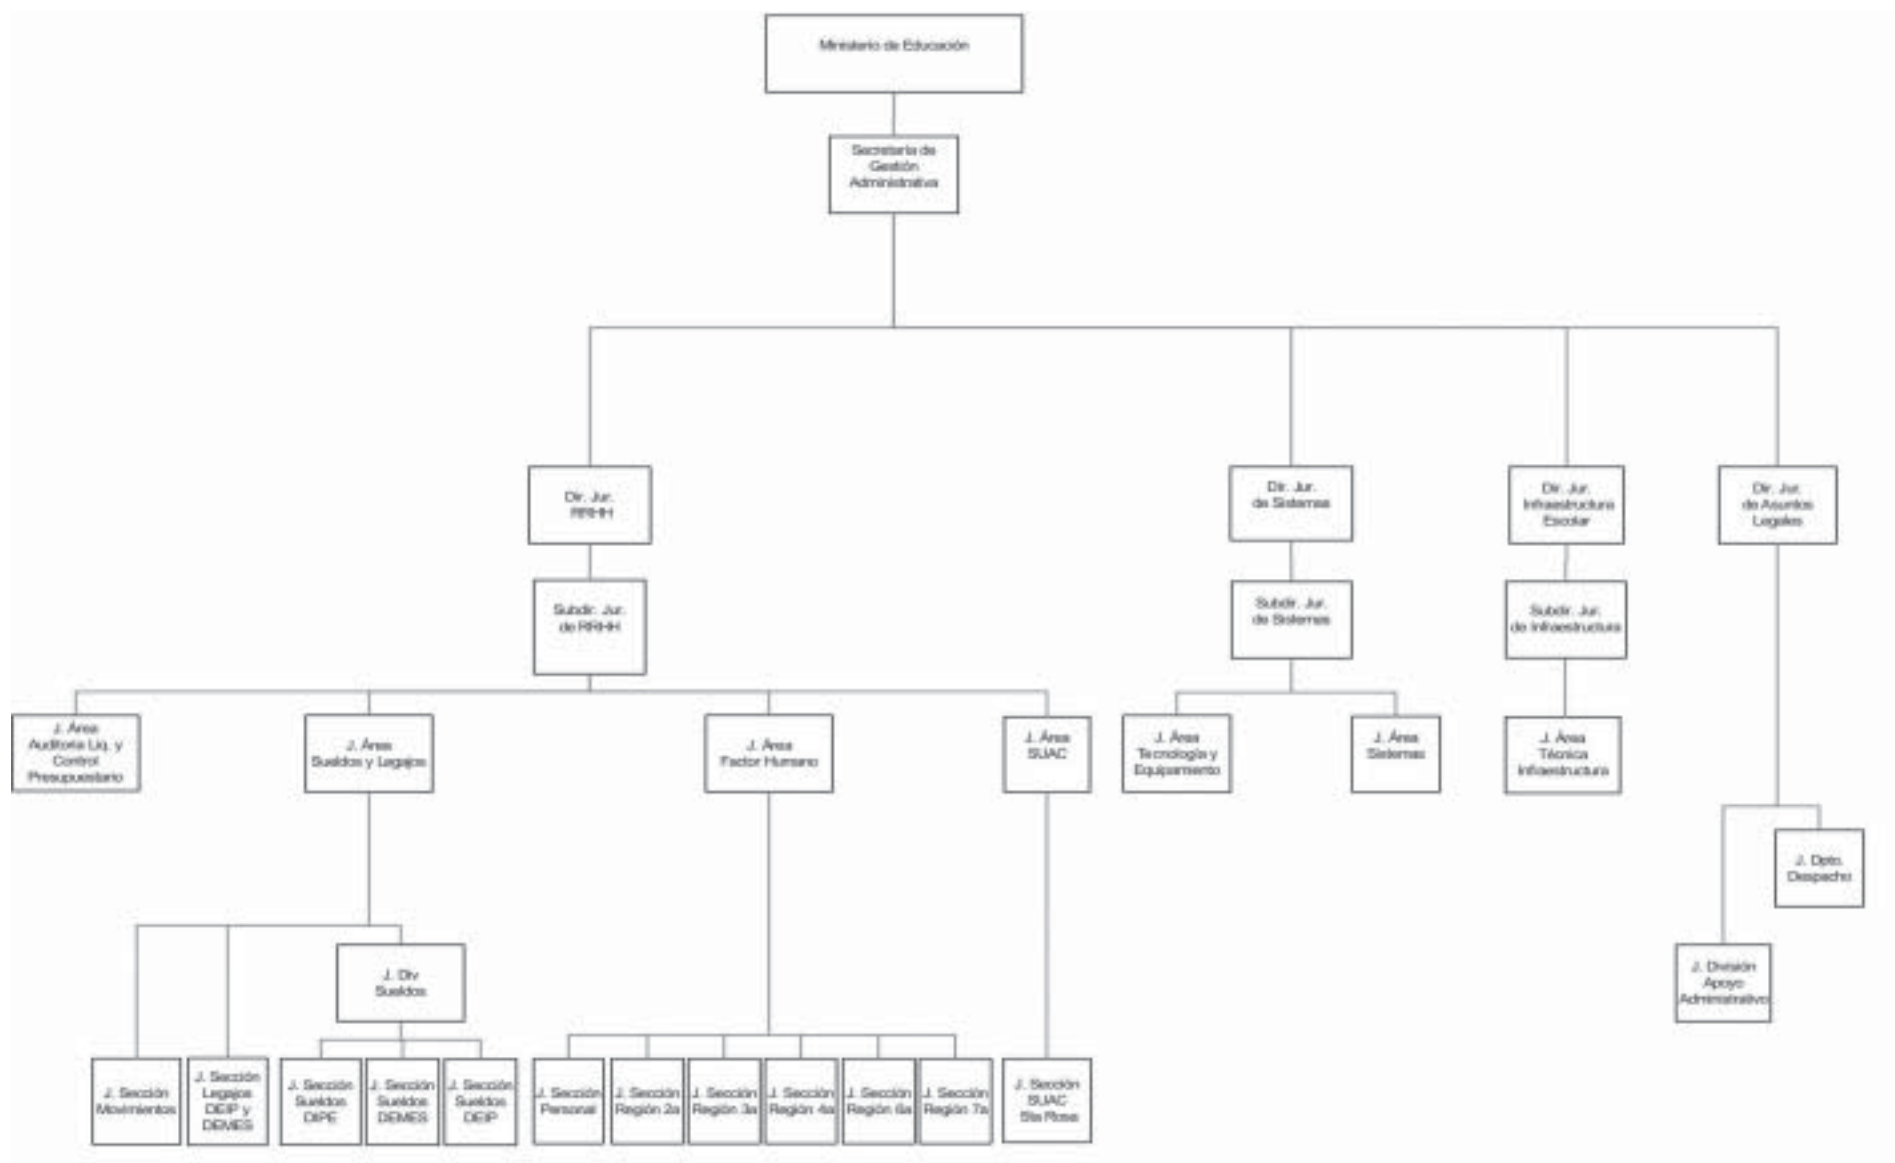 Ministerio de Educación
Secretaría de
Gestión
Administrativa
Dir. Jur.
RRHH
Dir. Jur.
de Sistemas
Dir. Jur.
Infraestructura
Escolar
Dir. Jur.
de Asuntos
Legales
Subdir. Jur.
de RRHH
Subdir. Jur.
de Sistemas
Subdir. Jur.
de Infraestructura
J. Área
Auditoria Liq. y
Control
Presupuestario
J. Área
Sueldos y Legajos
J. Área
Factor Humano
J. Área
SUAC
J. Área
Tecnología y
Equipamiento
J. Área
Sistemas
J. Área
Técnica
Infraestructura
J. Dpto.
Despacho
J. División
Apoyo
Administrativo
J. Div
Sueldos
J. Sección
Movimientos
J. Sección
Legajos
DEIP y
DEMES
J. Sección
Sueldos
DIPE
J. Sección
Sueldos
DEMES
J. Sección
Sueldos
DEIP
J. Sección
Personal
J. Sección
Región 2a
J. Sección
Región 3a
J. Sección
Región 4a
J. Sección
Región 6a
J. Sección
Región 7a
J. Sección
SUAC
Sta Rosa